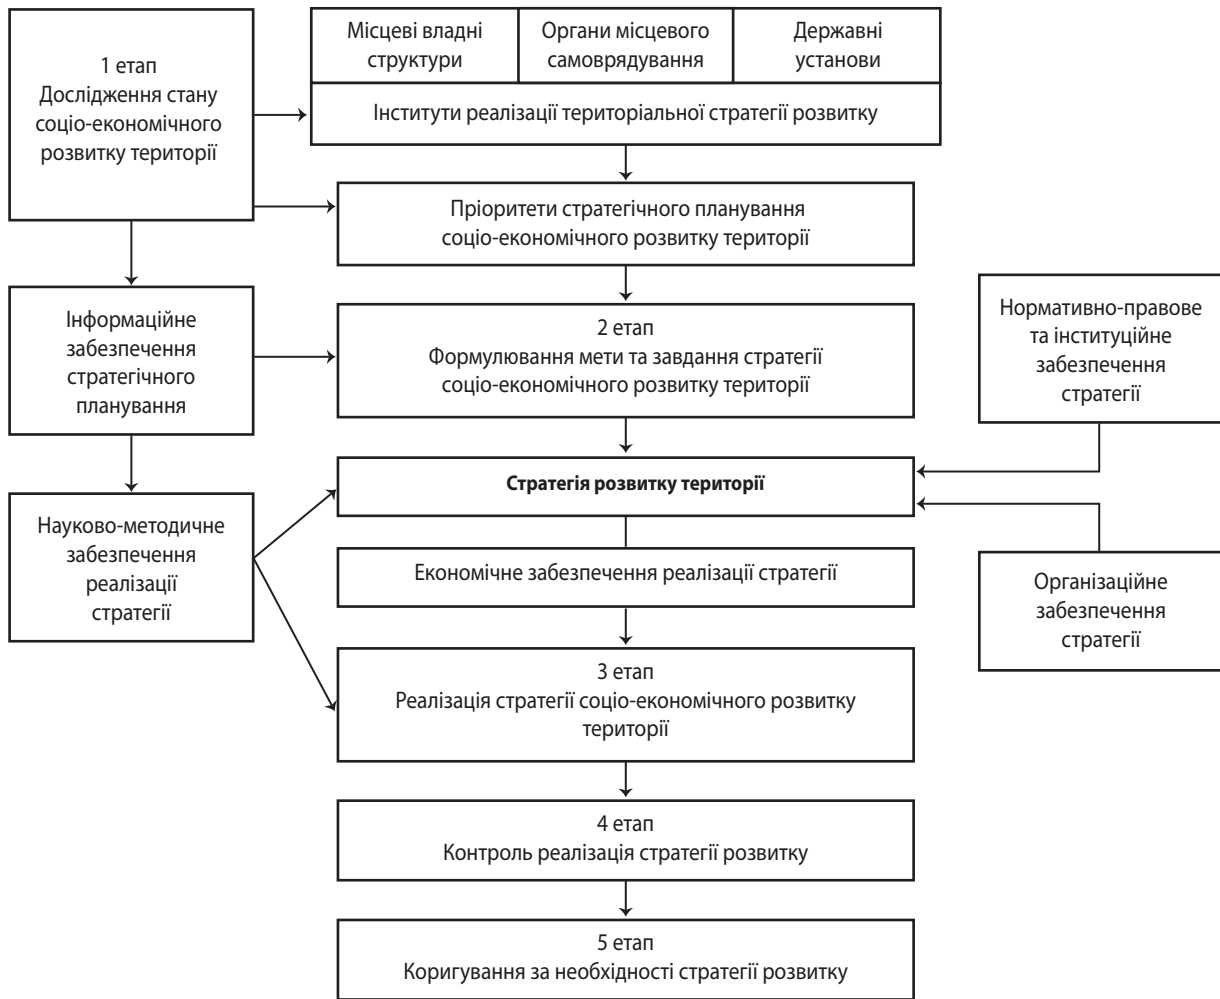 1 етап
Дослідження стану
соціо-економічного
розвитку території
Місцеві владні
структури
Органи місцевого
самоврядування
Державні
установи
Інститути реалізації територіальної стратегії розвитку
Пріоритети стратегічного планування
соціо-економічного розвитку території
Інформаційне
забезпечення
стратегічного
планування
2 етап
Формулювання мети та завдання стратегії
соціо-економічного розвитку території
Нормативно-правове
та інституційне
забезпечення
стратегії
Стратегія розвитку території
Науково-методичне
забезпечення
реалізації
стратегії
Економічне забезпечення реалізації стратегії
Організаційне
забезпечення
стратегії
3 етап
Реалізація стратегії соціо-економічного розвитку
території
4 етап
Контроль реалізація стратегії розвитку
5 етап
Коригування за необхідності стратегії розвитку